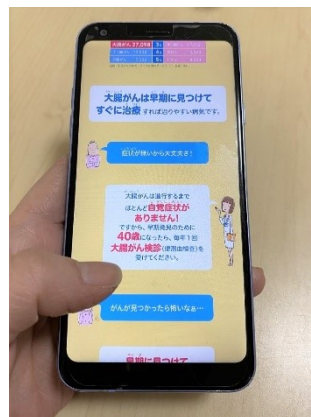 大腸がん 27,098
大腸がんは早期に見つけて
すぐに治療 すれば治りやすい病気です。
症状が無いから大丈夫さ!
大腸がんは進行するまで
ほとんど自覚症状が
ありません!
ですから、早期発見のために
40歳になったら、毎年1回
大腸がん検診(便潜血検査)を
受けてください。
がんが見つかったら怖いなぁ…
早期に見つけて